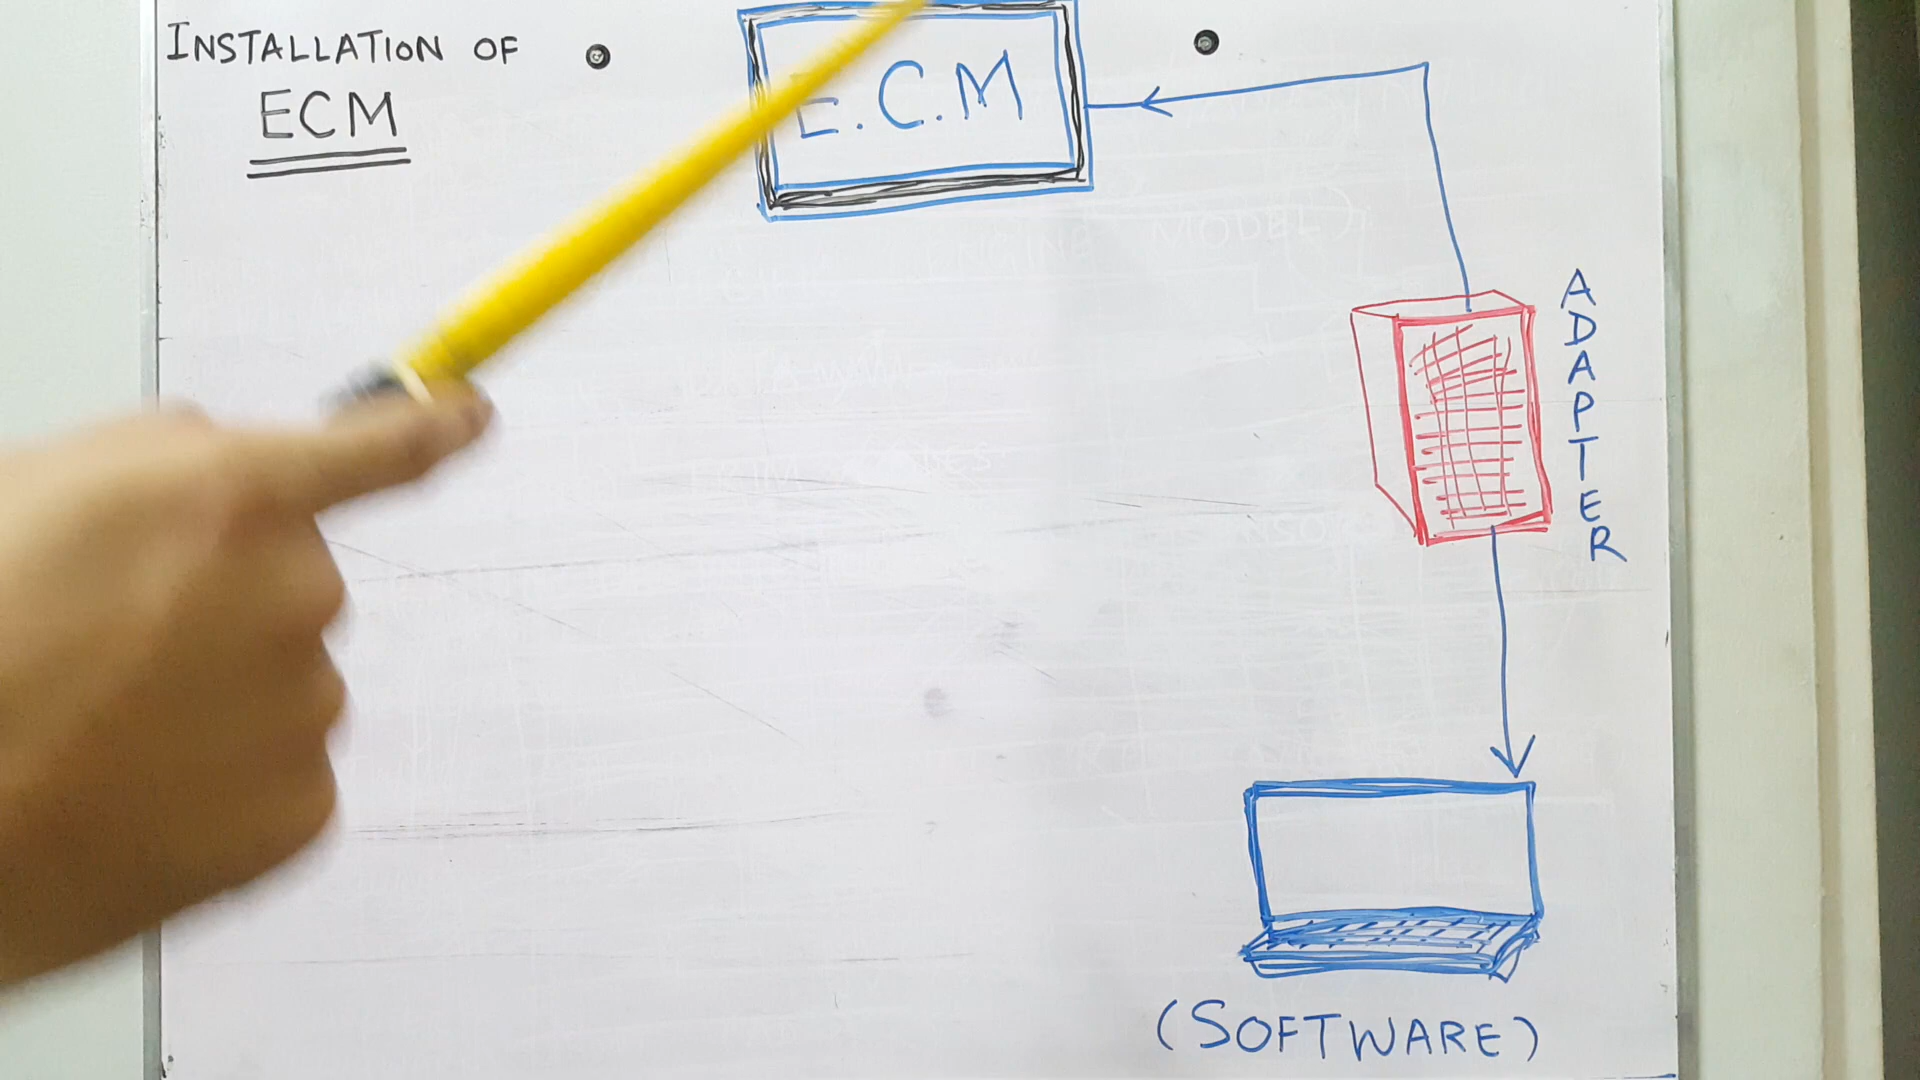 INSTALLATION OF
ECM
E.C.M
ADAPTER
(SOFTWARE)